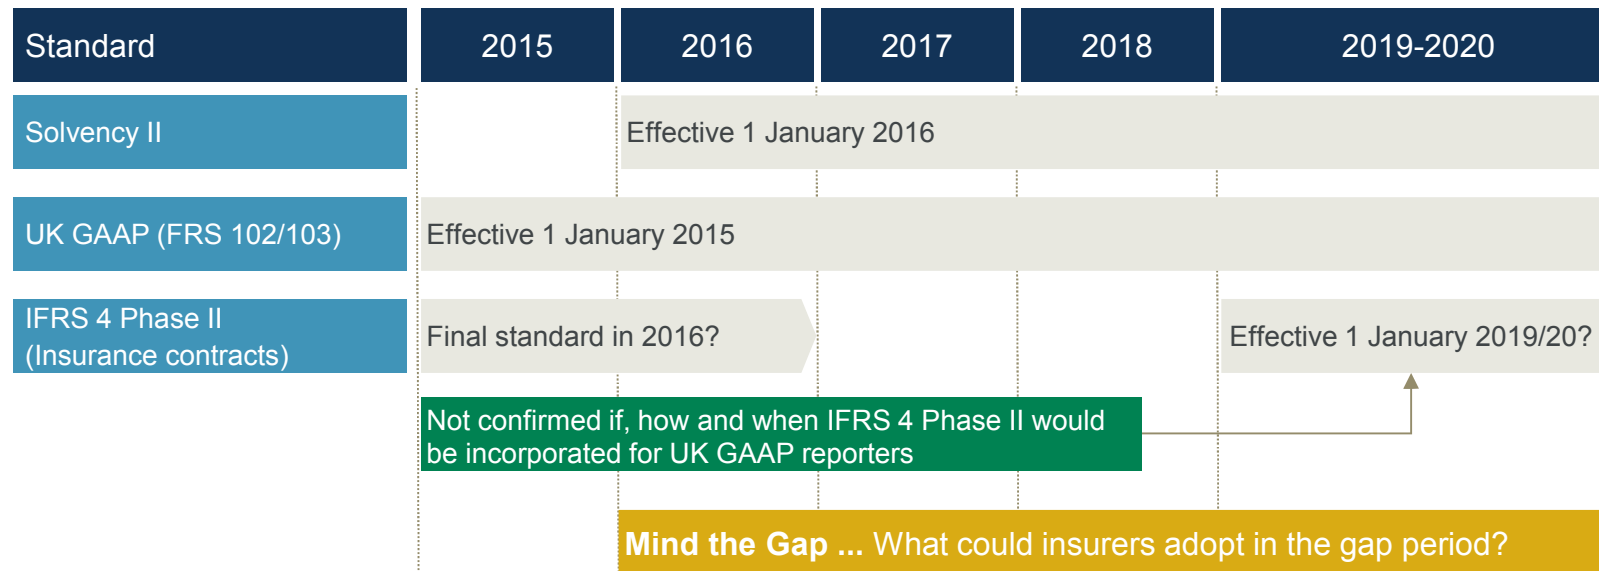 Standard
2015
2016
2017
2018
2019-2020
Solvency II
Effective 1 January 2016
UK GAAP (FRS 102/103)
Effective 1 January 2015
IFRS 4 Phase II
(Insurance contracts)
Final standard in 2016?
Effective 1 January 2019/20?
Not confirmed if, how and when IFRS 4 Phase II would
be incorporated for UK GAAP reporters
Mind the Gap ... What could insurers adopt in the gap period?